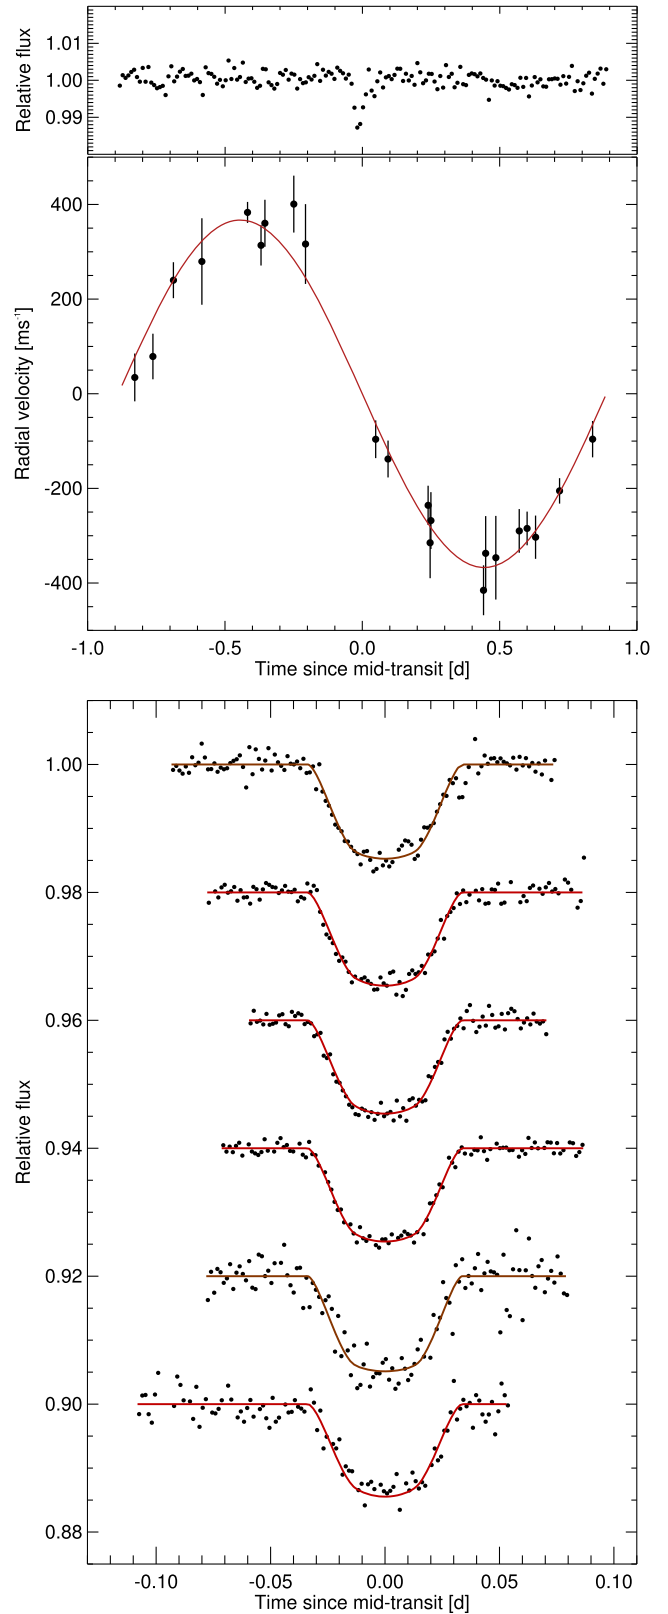 Relative flux
1.01
1.00
0.99
Radial velocity [ms⁻¹]
400
200
0
-200
-400
-1.0 -0.5 0.0 0.5 1.0
Time since mid-transit [d]
Relative flux
1.00
0.98
0.96
0.94
0.92
0.90
0.88
-0.10 -0.05 0.00 0.05 0.10
Time since mid-transit [d]